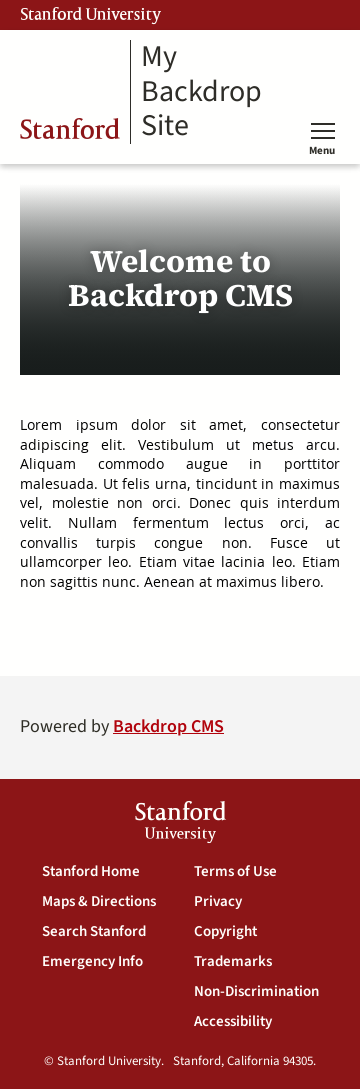 Stanford University
Stanford
My
Backdrop
Site
Menu
Welcome to
Backdrop CMS
Lorem ipsum dolor sit amet, consectetur
adipiscing elit. Vestibulum ut metus arcu.
Aliquam commodo augue in porttitor
malesuada. Ut felis urna, tincidunt in maximus
vel, molestie non orci. Donec quis interdum
velit. Nullam fermentum lectus orci, ac
convallis turpis congue non. Fusce ut
ullamcorper leo. Etiam vitae lacinia leo. Etiam
non sagittis nunc. Aenean at maximus libero.
Powered by Backdrop CMS
Stanford
University
Stanford Home
Maps & Directions
Search Stanford
Emergency Info
Terms of Use
Privacy
Copyright
Trademarks
Non-Discrimination
Accessibility
© Stanford University. Stanford, California 94305.